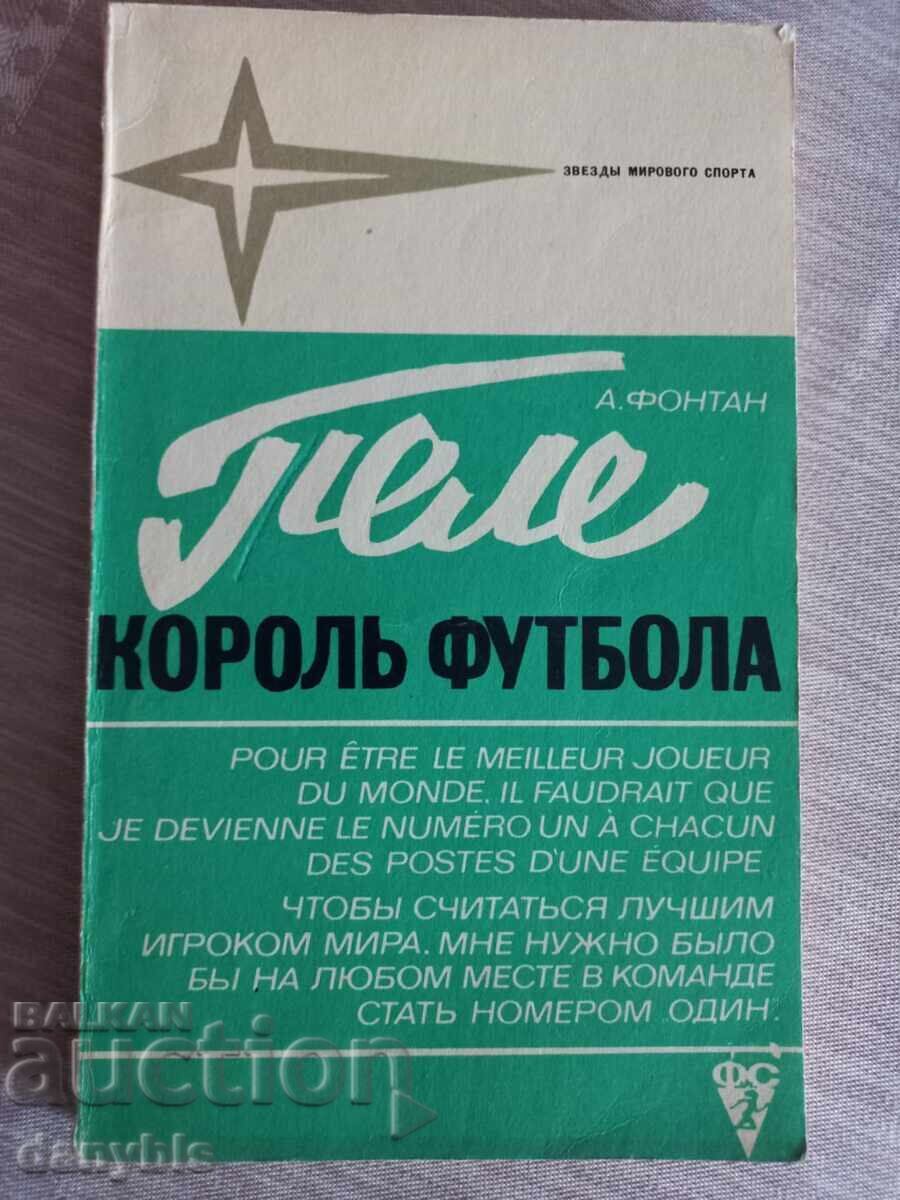 ЗВЕЗДЫ МИРОВОГО СПОРТА
А.ФОНТАН
Пеле
КОРОЛЬ ФУТБОЛА
POUR ÊTRE LE MEILLEUR JOUEUR
DU MONDE, IL FAUDRAIT QUE
JE DEVIENNE LE NUMÉRO UN À CHACUN
DES POSTES D'UNE ÉQUIPE
ЧТОБЫ СЧИТАТЬСЯ ЛУЧШИМ
ИГРОКОМ МИРА, МНЕ НУЖНО БЫЛО
БЫ НА ЛЮБОМ МЕСТЕ В КОМАНДЕ
СТАТЬ НОМЕРОМ „ОДИН".
ФС
BALKAN
auction
danyhls